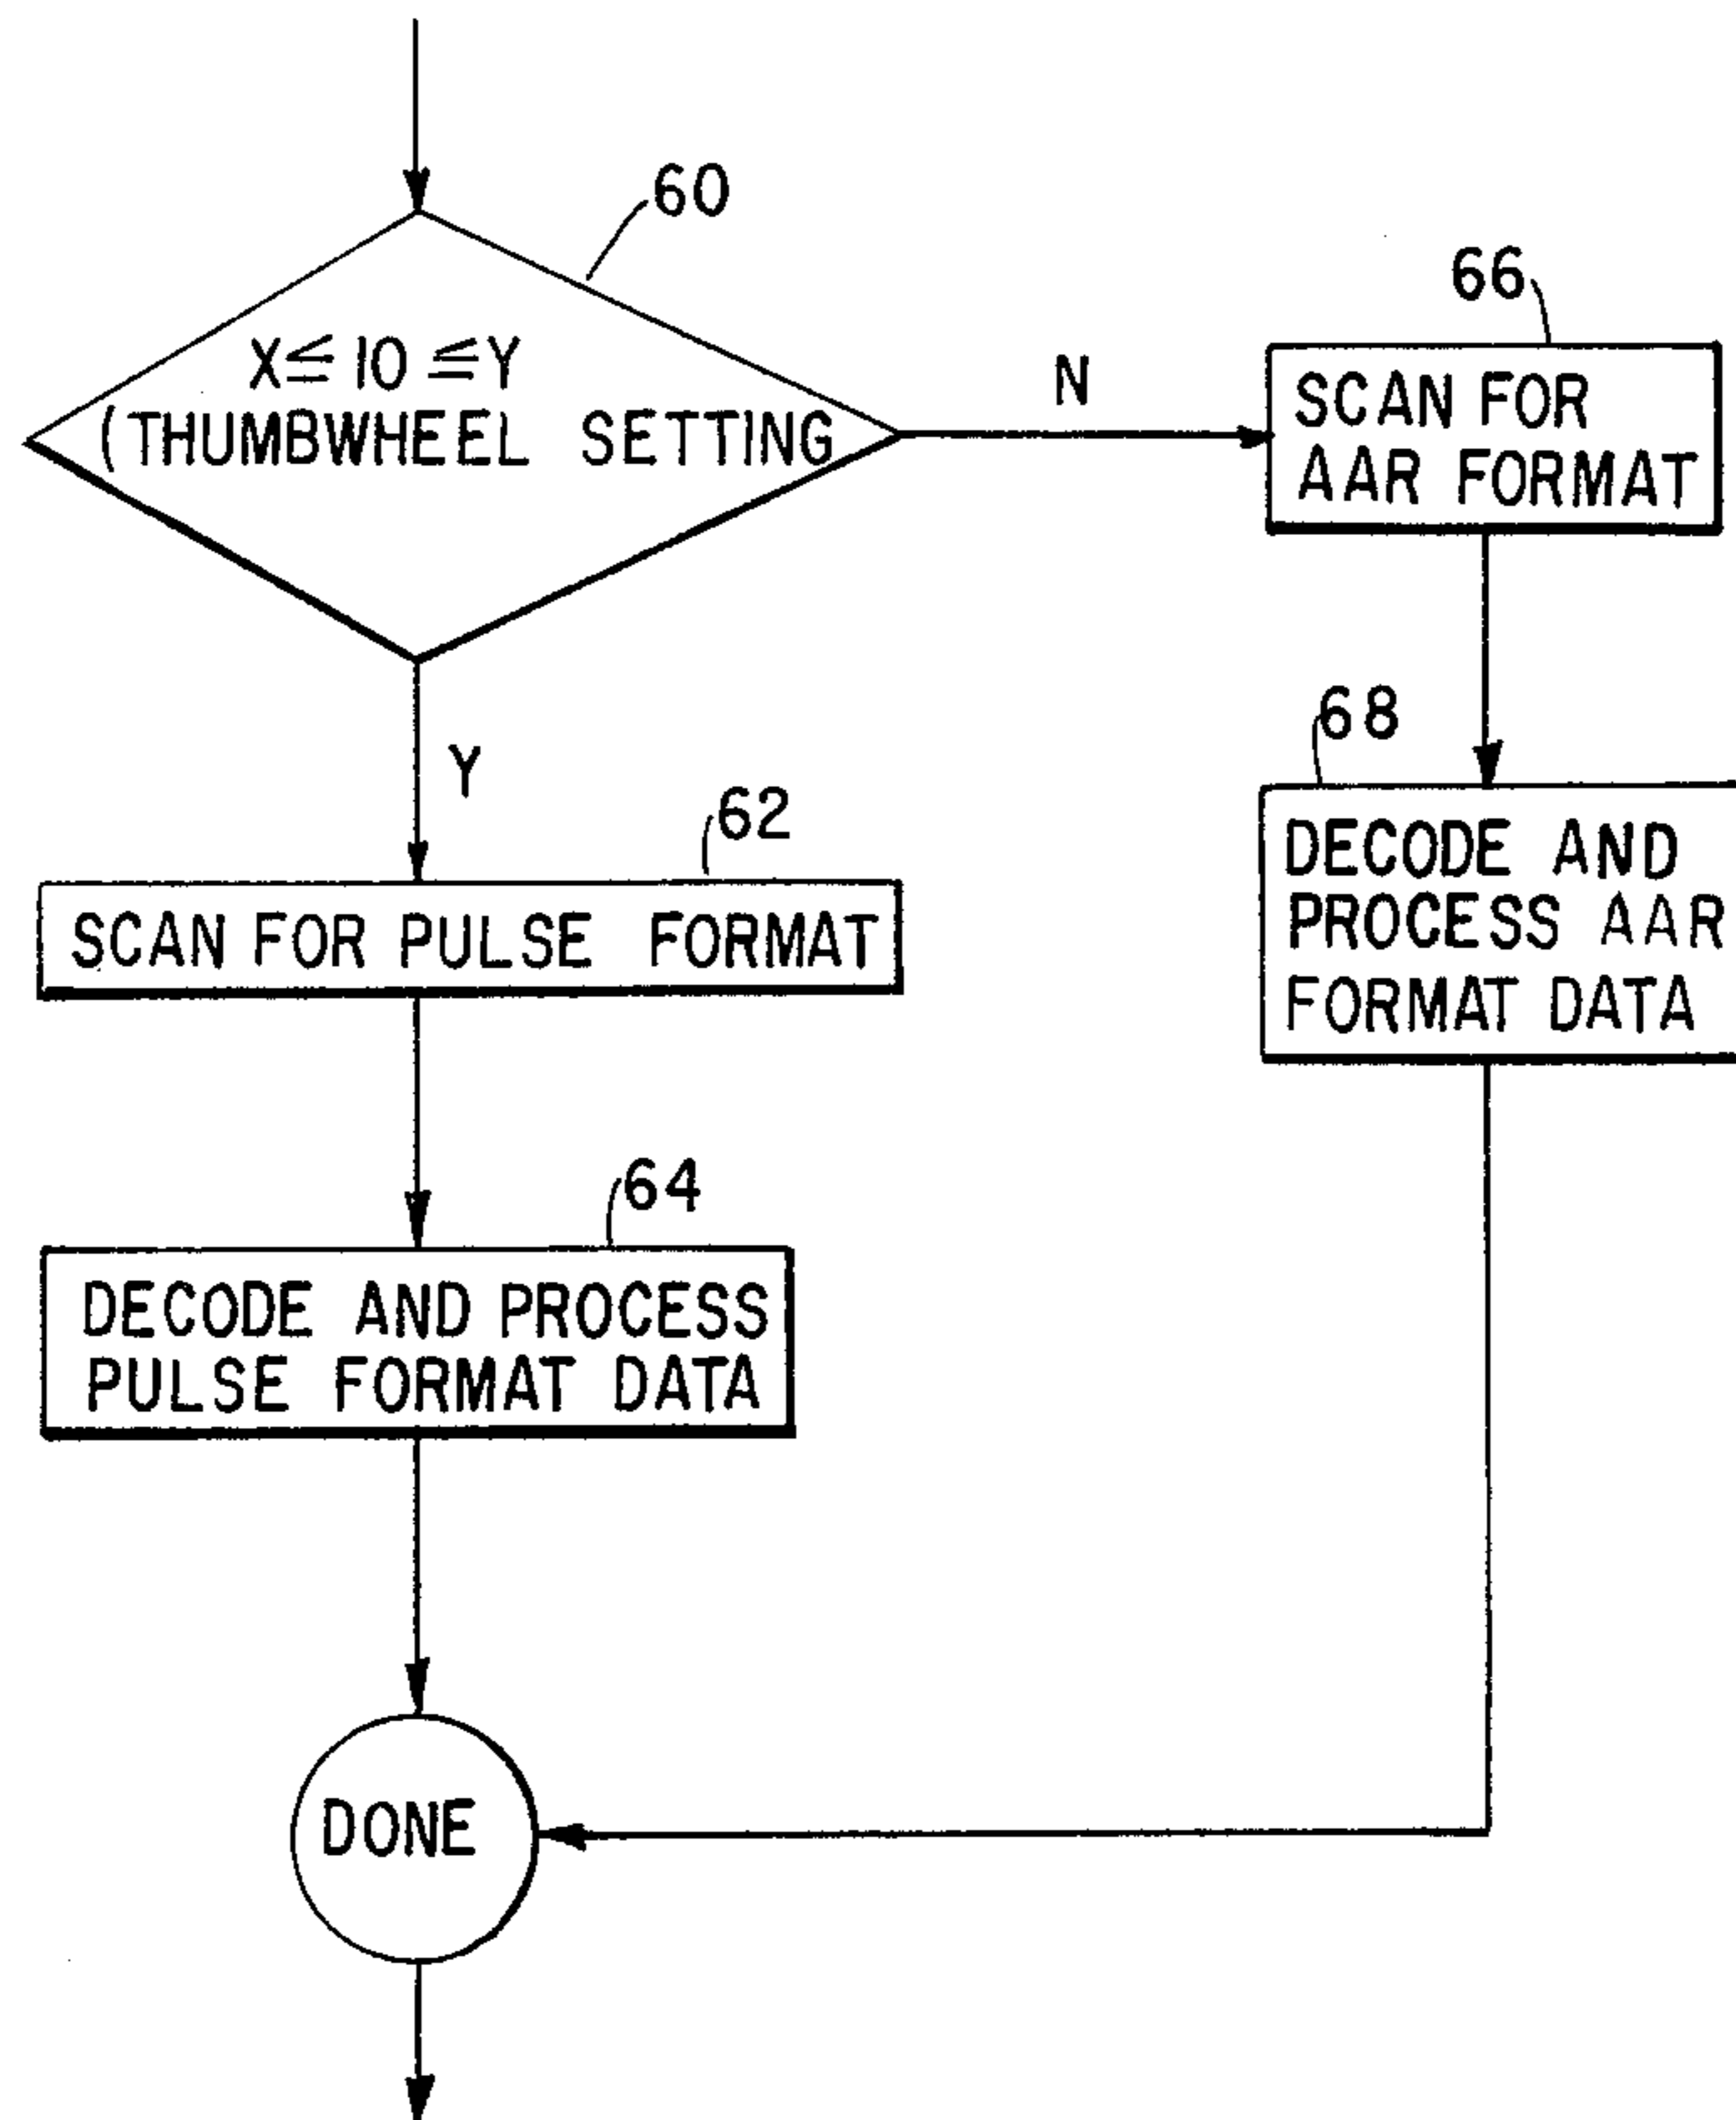 60
X≤ 10 ≤Y
(THUMBWHEEL SETTING
N
66
SCAN FOR
AAR FORMAT
Y
62
SCAN FOR PULSE FORMAT
68
DECODE AND
PROCESS AAR
FORMAT DATA
64
DECODE AND PROCESS
PULSE FORMAT DATA
DONE